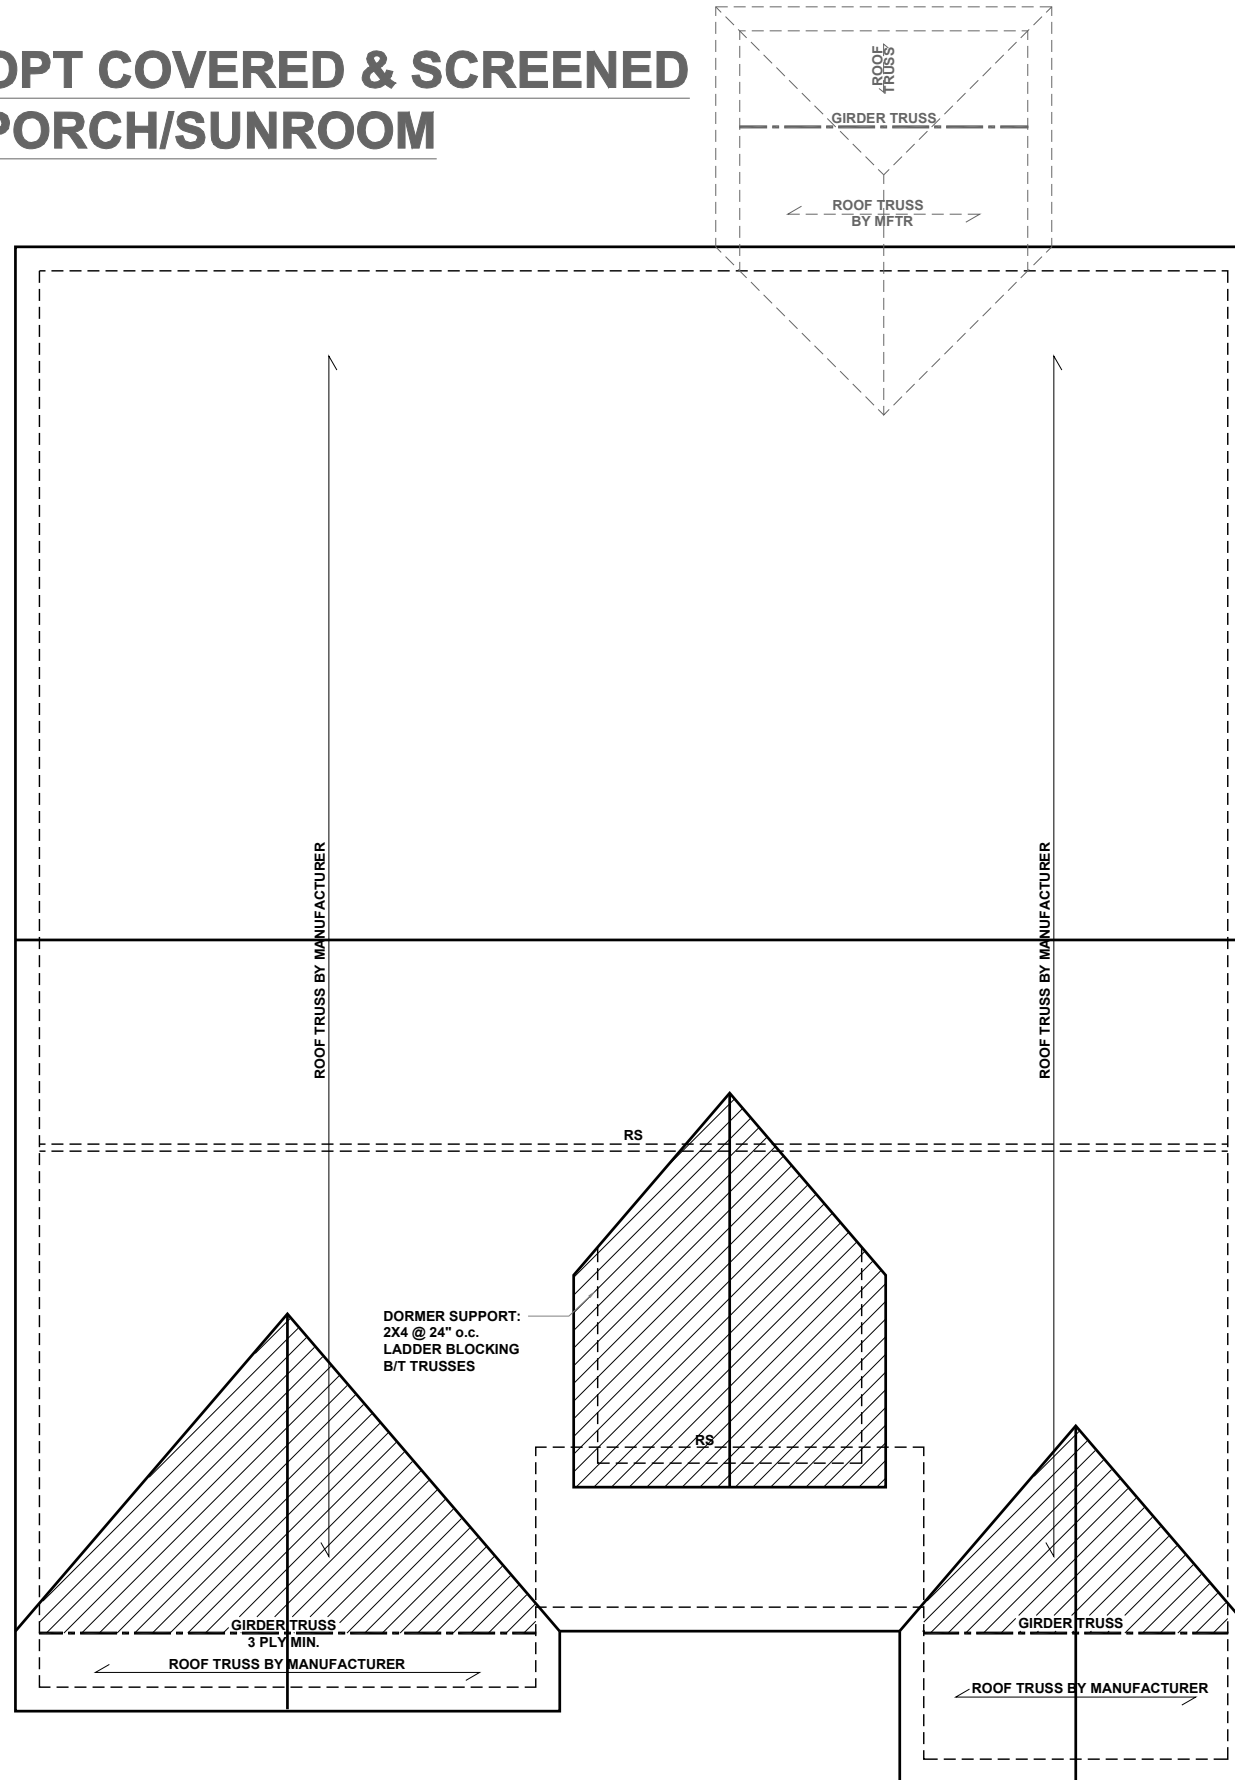 OPT COVERED & SCREENED
PORCH/SUNROOM
ROOF
TRUSS
GIRDER TRUSS
ROOF TRUSS
BY MFTR
ROOF TRUSS BY MANUFACTURER
ROOF TRUSS BY MANUFACTURER
RS
DORMER SUPPORT:
2X4 @ 24" o.c.
LADDER BLOCKING
B/T TRUSSES
RS
GIRDER TRUSS
3 PLY MIN.
ROOF TRUSS BY MANUFACTURER
GIRDER TRUSS
ROOF TRUSS BY MANUFACTURER